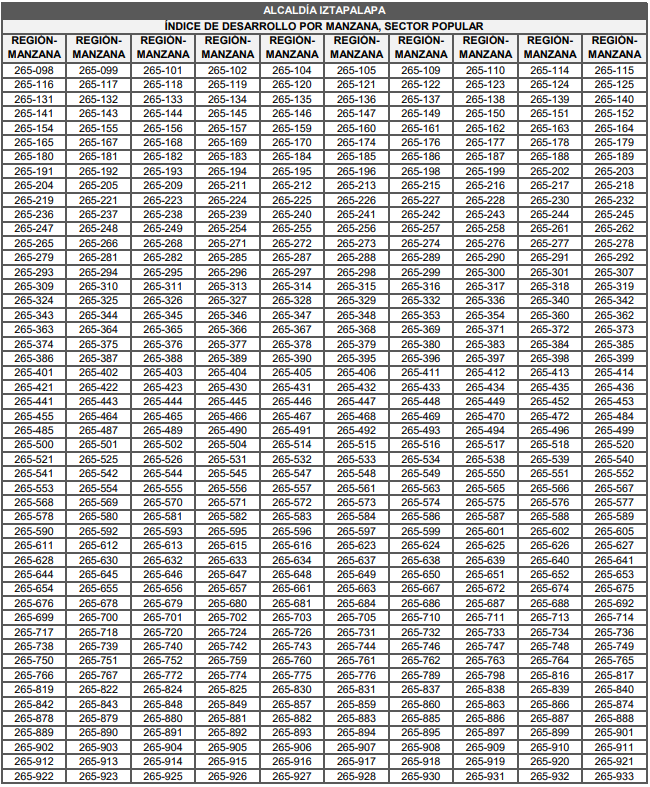 ALCALDÍA IZTAPALAPA
ÍNDICE DE DESARROLLO POR MANZANA, SECTOR POPULAR
REGIÓN- REGIÓN- REGIÓN- REGIÓN- REGIÓN- REGIÓN- REGIÓN- REGIÓN- REGIÓN- REGIÓN-
MANZANA MANZANA MANZANA MANZANA MANZANA MANZANA MANZANA MANZANA MANZANA MANZANA
265-098 265-099 265-101 265-102 265-104 265-105 265-109 265-110 265-114 265-115
265-116 265-117 265-118 265-119 265-120 265-121 265-122 265-123 265-124 265-125
265-131 265-132 265-133 265-134 265-135 265-136 265-137 265-138 265-139 265-140
265-141 265-143 265-144 265-145 265-146 265-147 265-149 265-150 265-151 265-152
265-154 265-155 265-156 265-157 265-159 265-160 265-161 265-162 265-163 265-164
265-165 265-167 265-168 265-169 265-170 265-174 265-176 265-177 265-178 265-179
265-180 265-181 265-182 265-183 265-184 265-185 265-186 265-187 265-188 265-189
265-191 265-192 265-193 265-194 265-195 265-196 265-198 265-199 265-202 265-203
265-204 265-205 265-209 265-211 265-212 265-213 265-215 265-216 265-217 265-218
265-219 265-221 265-223 265-224 265-225 265-226 265-227 265-228 265-230 265-232
265-236 265-237 265-238 265-239 265-240 265-241 265-242 265-243 265-244 265-245
265-247 265-248 265-249 265-254 265-255 265-256 265-257 265-258 265-261 265-262
265-265 265-266 265-268 265-271 265-272 265-273 265-274 265-276 265-277 265-278
265-279 265-281 265-282 265-285 265-287 265-288 265-289 265-290 265-291 265-292
265-293 265-294 265-295 265-296 265-297 265-298 265-299 265-300 265-301 265-307
265-309 265-310 265-311 265-313 265-314 265-315 265-316 265-317 265-318 265-319
265-324 265-325 265-326 265-327 265-328 265-329 265-332 265-336 265-340 265-342
265-343 265-344 265-345 265-346 265-347 265-348 265-353 265-354 265-360 265-362
265-363 265-364 265-365 265-366 265-367 265-368 265-369 265-371 265-372 265-373
265-374 265-375 265-376 265-377 265-378 265-379 265-380 265-383 265-384 265-385
265-386 265-387 265-388 265-389 265-390 265-395 265-396 265-397 265-398 265-399
265-401 265-402 265-403 265-404 265-405 265-406 265-411 265-412 265-413 265-414
265-421 265-422 265-423 265-430 265-431 265-432 265-433 265-434 265-435 265-436
265-441 265-443 265-444 265-445 265-446 265-447 265-448 265-449 265-452 265-453
265-455 265-464 265-465 265-466 265-467 265-468 265-469 265-470 265-472 265-484
265-485 265-487 265-489 265-490 265-491 265-492 265-493 265-494 265-496 265-499
265-500 265-501 265-502 265-504 265-514 265-515 265-516 265-517 265-518 265-520
265-521 265-525 265-526 265-531 265-532 265-533 265-534 265-538 265-539 265-540
265-541 265-542 265-544 265-545 265-547 265-548 265-549 265-550 265-551 265-552
265-553 265-554 265-555 265-556 265-557 265-561 265-563 265-565 265-566 265-567
265-568 265-569 265-570 265-571 265-572 265-573 265-574 265-575 265-576 265-577
265-578 265-580 265-581 265-582 265-583 265-584 265-586 265-587 265-588 265-589
265-590 265-592 265-593 265-595 265-596 265-597 265-599 265-601 265-602 265-605
265-611 265-612 265-613 265-615 265-616 265-623 265-624 265-625 265-626 265-627
265-628 265-630 265-632 265-633 265-634 265-637 265-638 265-639 265-640 265-641
265-644 265-645 265-646 265-647 265-648 265-649 265-650 265-651 265-652 265-653
265-654 265-655 265-656 265-657 265-661 265-663 265-667 265-672 265-674 265-675
265-676 265-678 265-679 265-680 265-681 265-684 265-686 265-687 265-688 265-692
265-699 265-700 265-701 265-702 265-703 265-705 265-710 265-711 265-713 265-714
265-717 265-718 265-720 265-724 265-726 265-731 265-732 265-733 265-734 265-736
265-738 265-739 265-740 265-742 265-743 265-744 265-746 265-747 265-748 265-749
265-750 265-751 265-752 265-759 265-760 265-761 265-762 265-763 265-764 265-765
265-766 265-767 265-772 265-774 265-775 265-776 265-789 265-798 265-816 265-817
265-819 265-822 265-824 265-825 265-830 265-831 265-837 265-838 265-839 265-840
265-842 265-843 265-848 265-849 265-857 265-859 265-860 265-863 265-866 265-874
265-878 265-879 265-880 265-881 265-882 265-883 265-885 265-886 265-887 265-888
265-889 265-890 265-891 265-892 265-893 265-894 265-895 265-897 265-899 265-901
265-902 265-903 265-904 265-905 265-906 265-907 265-908 265-909 265-910 265-911
265-912 265-913 265-914 265-915 265-916 265-917 265-918 265-919 265-920 265-921
265-922 265-923 265-925 265-926 265-927 265-928 265-930 265-931 265-932 265-933